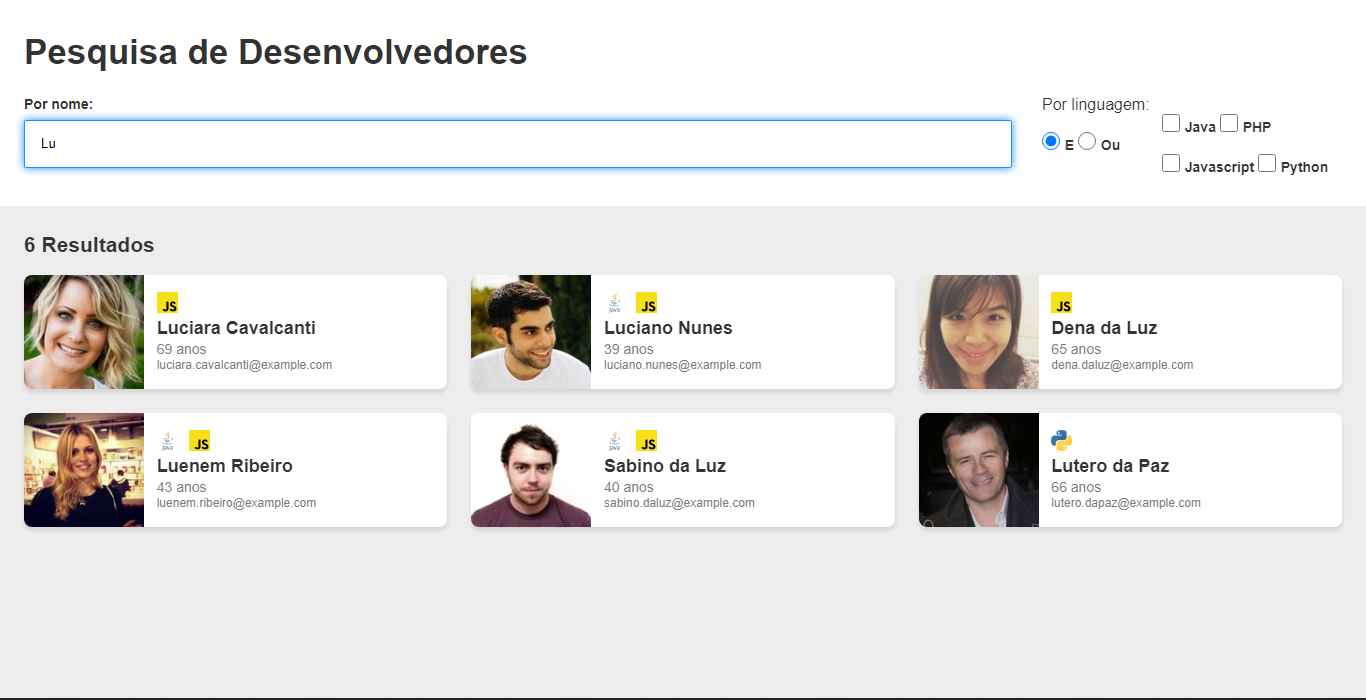 Pesquisa de Desenvolvedores
Por nome:
Lu
Por linguagem:
E Ou
Java PHP
Javascript Python
6 Resultados
JS
Luciara Cavalcanti
69 anos
luciara.cavalcanti@example.com
Java JS
Luciano Nunes
39 anos
luciano.nunes@example.com
JS
Dena da Luz
65 anos
dena.daluz@example.com
Java JS
Luenem Ribeiro
43 anos
luenem.ribeiro@example.com
Java JS
Sabino da Luz
40 anos
sabino.daluz@example.com
Lutero da Paz
66 anos
lutero.dapaz@example.com